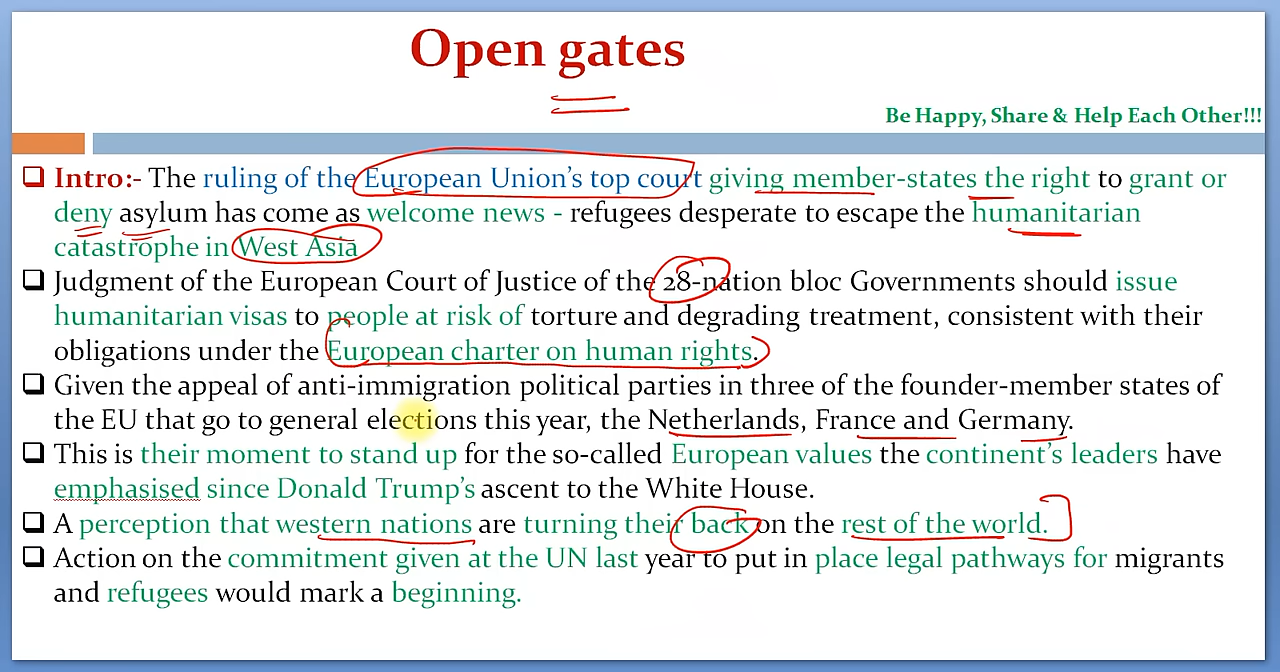 Open gates
Be Happy, Share & Help Each Other!!!
❑ Intro:- The ruling of the European Union's top court giving member-states the right to grant or
deny asylum has come as welcome news - refugees desperate to escape the humanitarian
catastrophe in West Asia
❑ Judgment of the European Court of Justice of the 28-nation bloc Governments should issue
humanitarian visas to people at risk of torture and degrading treatment, consistent with their
obligations under the European charter on human rights.
❑ Given the appeal of anti-immigration political parties in three of the founder-member states of
the EU that go to general elections this year, the Netherlands, France and Germany.
❑ This is their moment to stand up for the so-called European values the continent's leaders have
emphasised since Donald Trump's ascent to the White House.
❑ A perception that western nations are turning their back on the rest of the world.
❑ Action on the commitment given at the UN last year to put in place legal pathways for migrants
and refugees would mark a beginning.